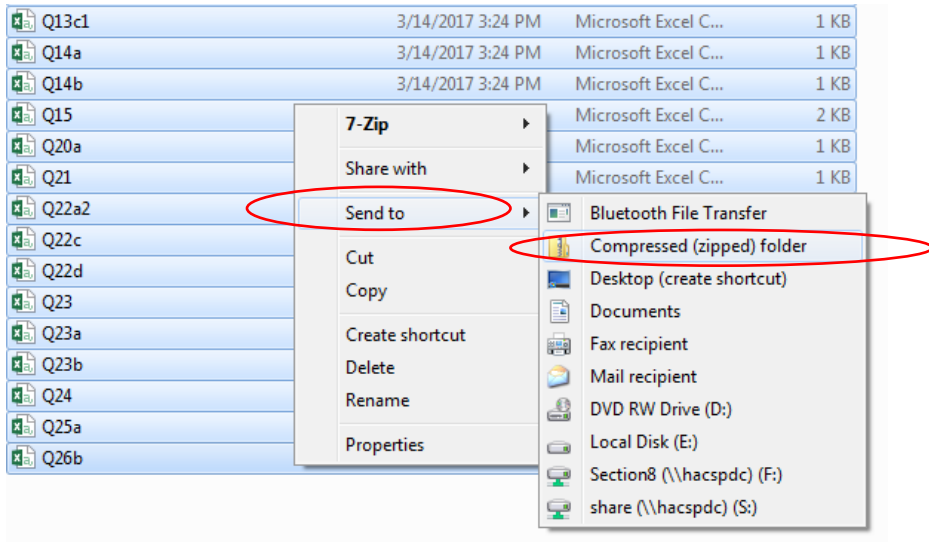 Q13c1 3/14/2017 3:24 PM Microsoft Excel C... 1 KB
Q14a 3/14/2017 3:24 PM Microsoft Excel C... 1 KB
Q14b 3/14/2017 3:24 PM Microsoft Excel C... 1 KB
Q15 Microsoft Excel C... 2 KB
Q20a Microsoft Excel C... 1 KB
Q21 Microsoft Excel C... 1 KB
Q22a2
Q22c
Q22d
Q23
Q23a
Q23b
Q24
Q25a
Q26b
7-Zip
Share with
Send to
Cut
Copy
Create shortcut
Delete
Rename
Properties
Bluetooth File Transfer
Compressed (zipped) folder
Desktop (create shortcut)
Documents
Fax recipient
Mail recipient
DVD RW Drive (D:)
Local Disk (E:)
Section8 (\\hacspdc) (F:)
share (\\hacspdc) (S:)